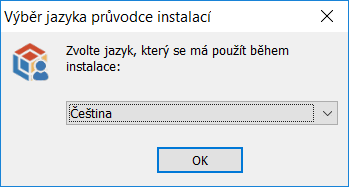 Výběr jazyka průvodce instalací
Zvolte jazyk, který se má použít během
instalace:
Čeština
OK